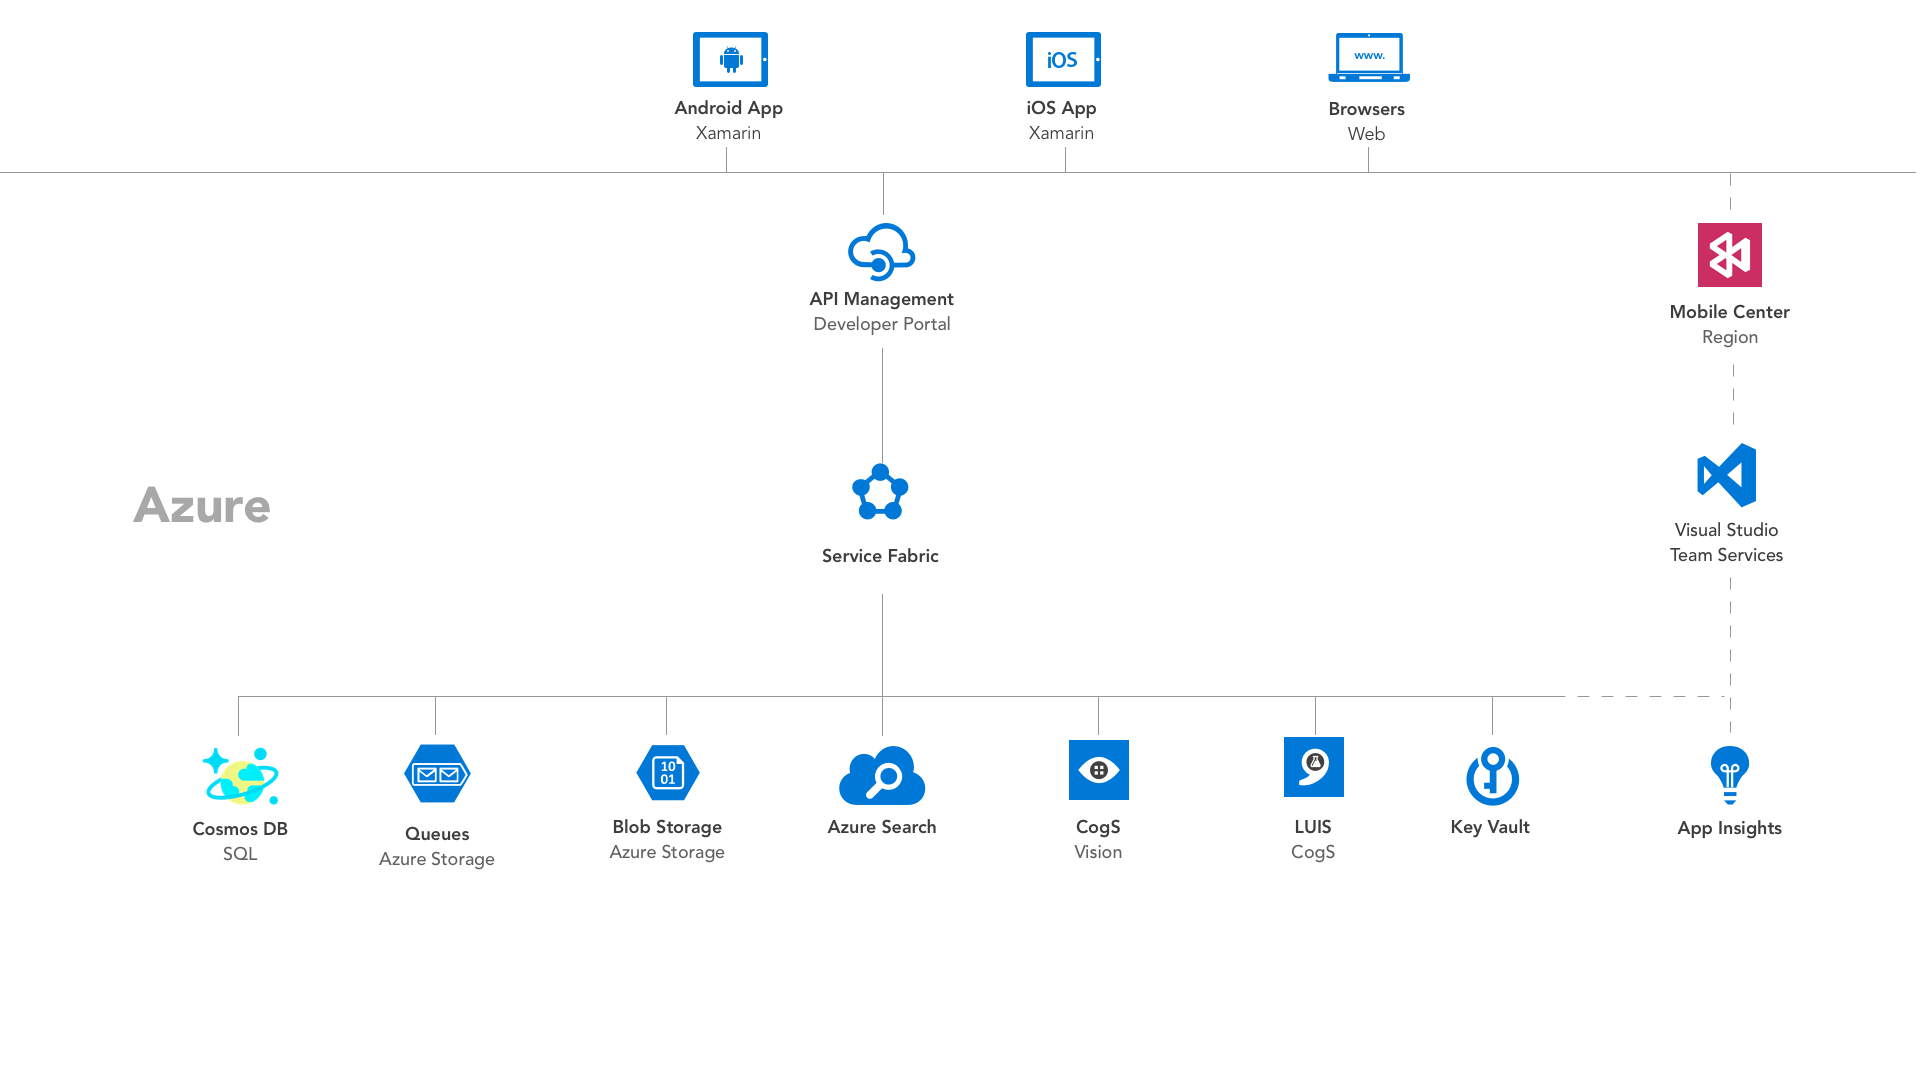 iOS
www.
Android App
Xamarin
iOS App
Xamarin
Browsers
Web
API Management
Developer Portal
Mobile Center
Region
Azure
Service Fabric
Visual Studio
Team Services
10
01
Cosmos DB
SQL
Queues
Azure Storage
Blob Storage
Azure Storage
Azure Search
CogS
Vision
LUIS
CogS
Key Vault
App Insights